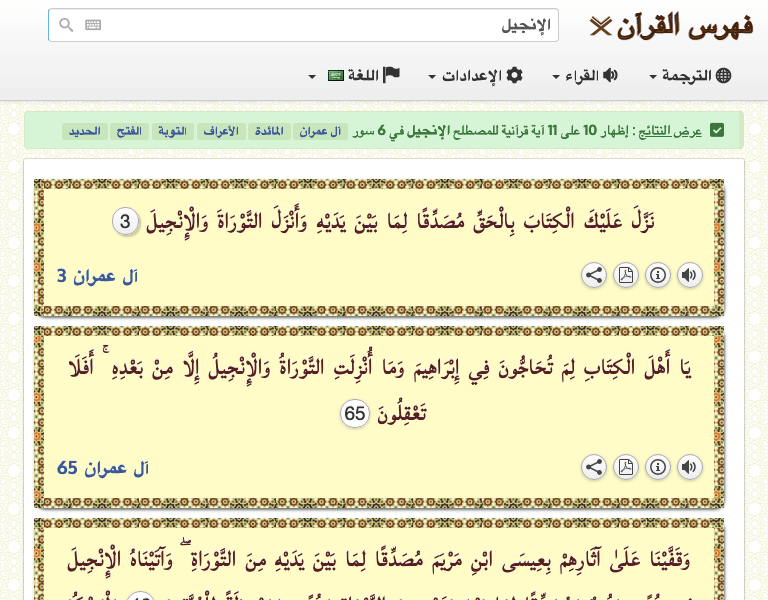 فهرس القرآن
الإنجيل
الترجمة القراء الإعدادات اللغة
عرض النتائج : إظهار 10 على 11 آية قرآنية للمصطلح الإنجيل في 6 سور آل عمران المائدة الأعراف التوبة الفتح الحديد
نَزَّلَ عَلَيْكَ الْكِتَابَ بِالْحَقِّ مُصَدِّقًا لِمَا بَيْنَ يَدَيْهِ وَأَنْزَلَ التَّوْرَاةَ وَالْإِنْجِيلَ 3
آل عمران 3
يَا أَهْلَ الْكِتَابِ لِمَ تُحَاجُّونَ فِي إِبْرَاهِيمَ وَمَا أُنْزِلَتِ التَّوْرَاةُ وَالْإِنْجِيلُ إِلَّا مِنْ بَعْدِهِ ۚ أَفَلَا
تَعْقِلُونَ 65
آل عمران 65
وَقَفَّيْنَا عَلَىٰ آثَارِهِمْ بِعِيسَى ابْنِ مَرْيَمَ مُصَدِّقًا لِمَا بَيْنَ يَدَيْهِ مِنَ التَّوْرَاةِ ۖ وَآتَيْنَاهُ الْإِنْجِيلَ